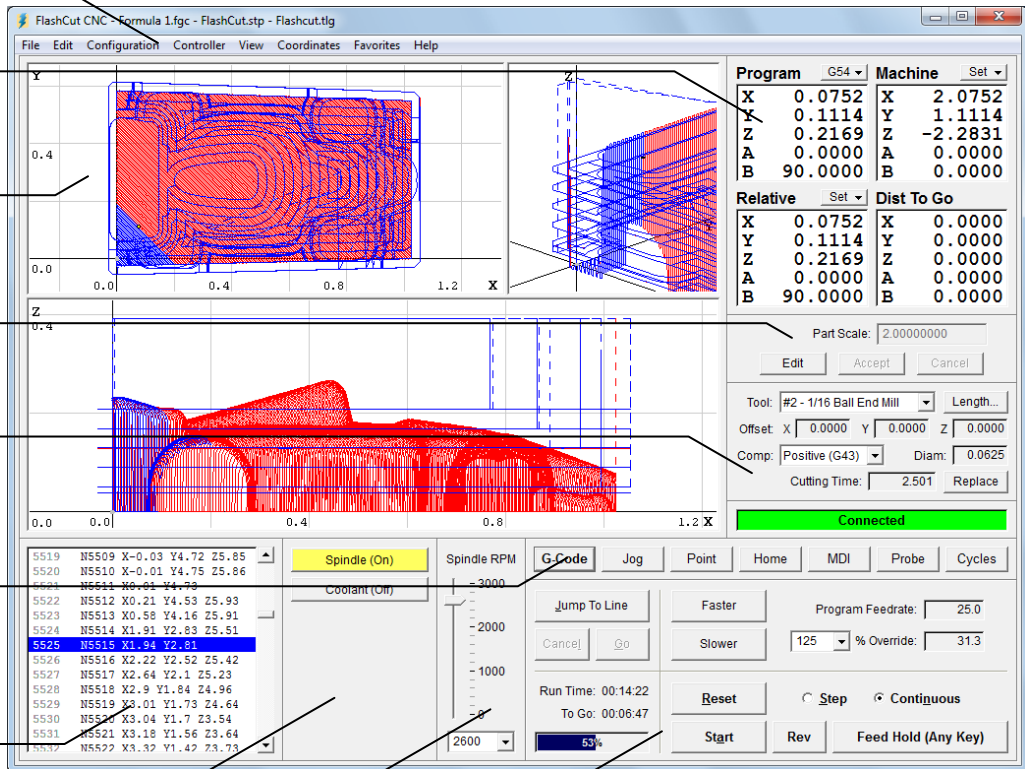 FlashCut CNC - Formula 1.fgc - FlashCut.stp - Flashcut.tlg
File Edit Configuration Controller View Coordinates Favorites Help
Y
0.4
0.0
0.0 0.4 0.8 1.2 X
Z
Y
Z
0.4
0.0 0.0 0.4 0.8 1.2 X
Program G54 Machine Set
X 0.0752 X 2.0752
Y 0.1114 Y 1.1114
Z 0.2169 Z -2.2831
A 0.0000 A 0.0000
B 90.0000 B 0.0000
Relative Set Dist To Go
X 0.0752 X 0.0000
Y 0.1114 Y 0.0000
Z 0.2169 Z 0.0000
A 0.0000 A 0.0000
B 90.0000 B 0.0000
Part Scale: 2.00000000
Edit Accept Cancel
Tool: #2 - 1/16 Ball End Mill Length...
Offset: X 0.0000 Y 0.0000 Z 0.0000
Comp: Positive (G43) Diam: 0.0625
Cutting Time: 2.501 Replace
Connected
5519 N5509 X-0.03 Y4.72 Z5.85
5520 N5510 X-0.01 Y4.75 Z5.86
5521 N5511 X0.01 Y4.73
5522 N5512 X0.21 Y4.53 Z5.93
5523 N5513 X0.58 Y4.16 Z5.91
5524 N5514 X1.91 Y2.83 Z5.51
5525 N5515 X1.94 Y2.81
5526 N5516 X2.22 Y2.52 Z5.42
5527 N5517 X2.64 Y2.1 Z5.23
5528 N5518 X2.9 Y1.84 Z4.96
5529 N5519 X3.01 Y1.73 Z4.64
5530 N5520 X3.04 Y1.7 Z3.54
5531 N5521 X3.18 Y1.56 Z3.64
5532 N5522 X3.32 Y1.42 Z3.73
Spindle (On)
Coolant (Off)
Spindle RPM
3000
2000
1000
0
2600
G-Code Jog Point Home MDI Probe Cycles
Jump To Line
Cancel Go
Run Time: 00:14:22
To Go: 00:06:47
53%
Faster
Slower
Program Feedrate: 25.0
125 % Override: 31.3
Reset Step Continuous
Start Rev Feed Hold (Any Key)